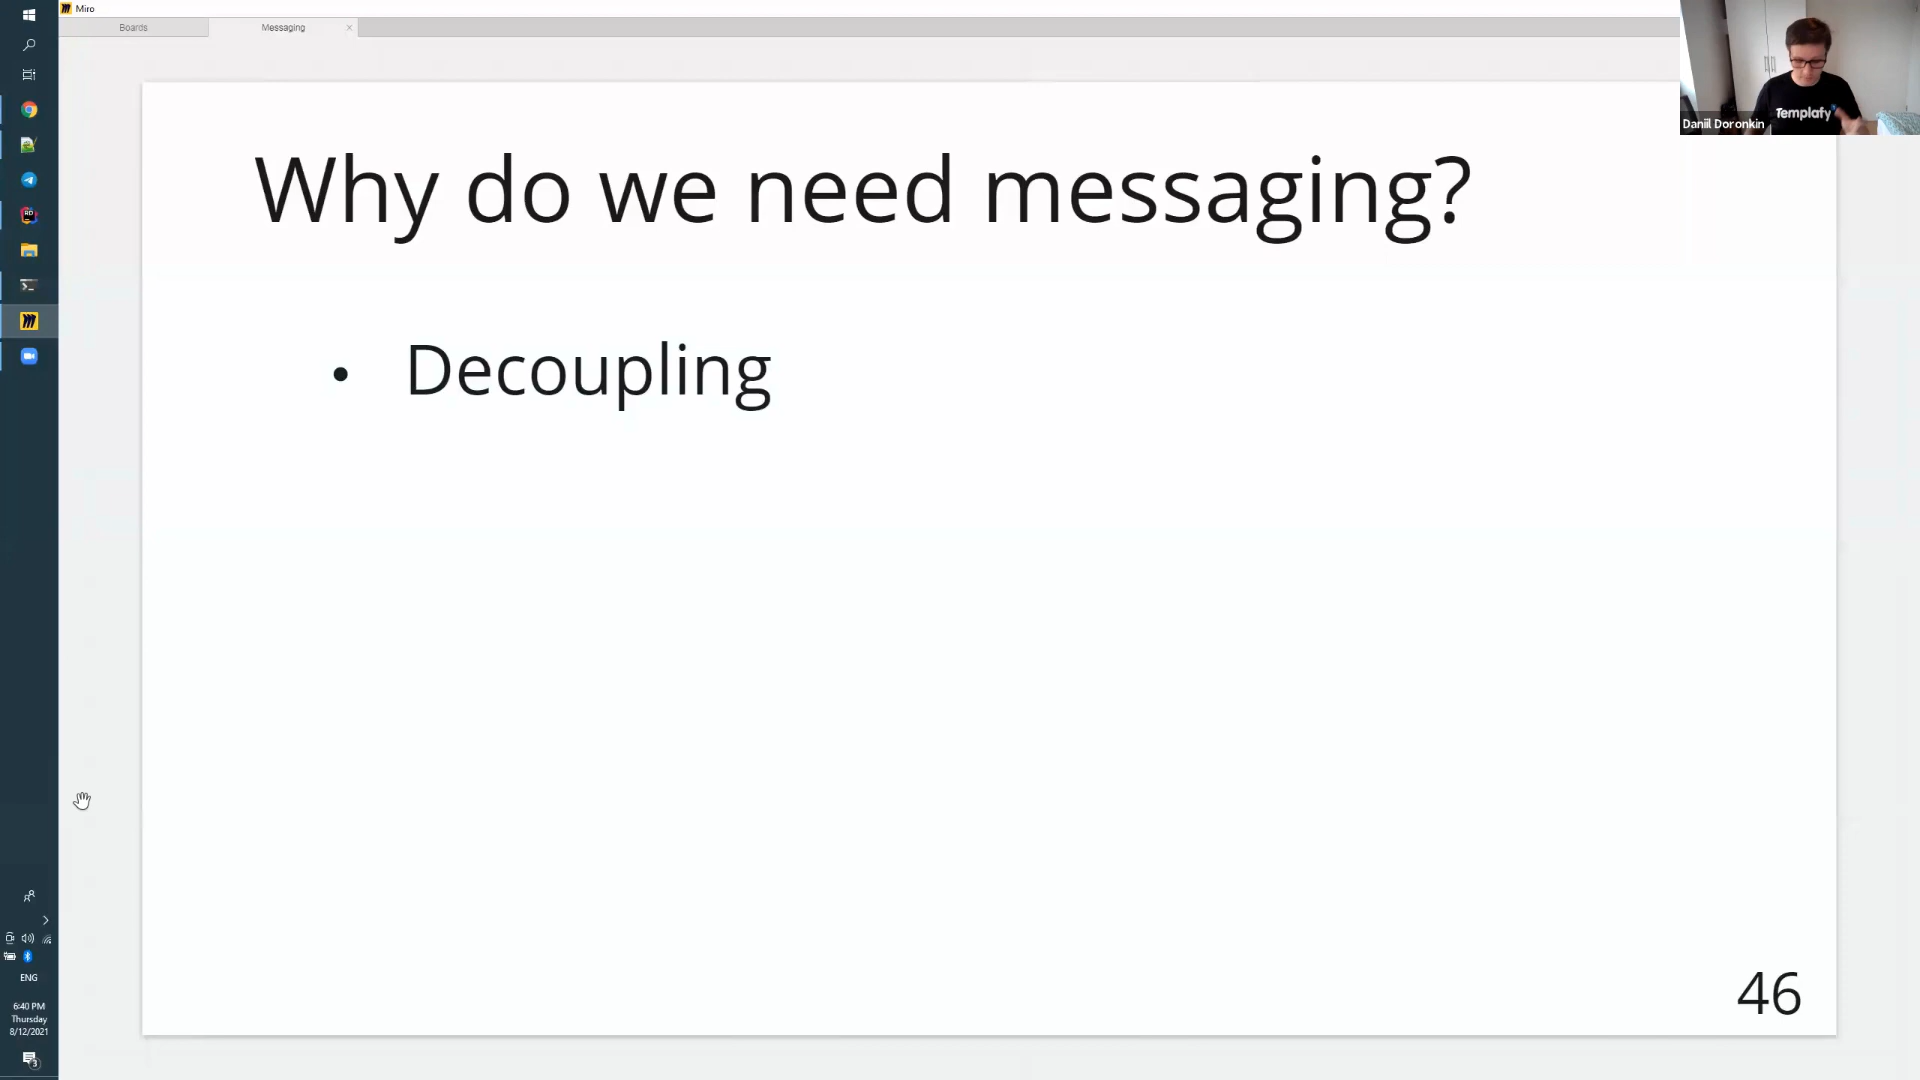 Miro
Boards
Messaging
Templafy
Daniil Doronkin
Why do we need messaging?
• Decoupling
46
ENG
6:40 PM
Thursday
8/12/2021
3